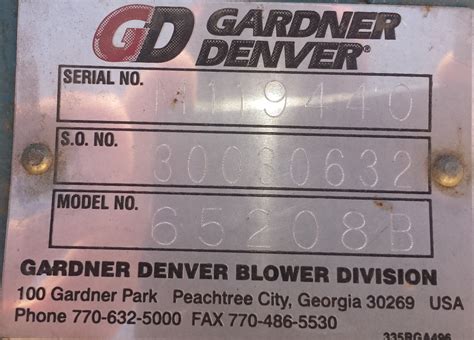 GD GARDNER
DENVER®
SERIAL NO.
M119440
S.O. NO.
30030632
MODEL NO.
65208B
GARDNER DENVER BLOWER DIVISION
100 Gardner Park Peachtree City, Georgia 30269 USA
Phone 770-632-5000 FAX 770-486-5530
335RGA496